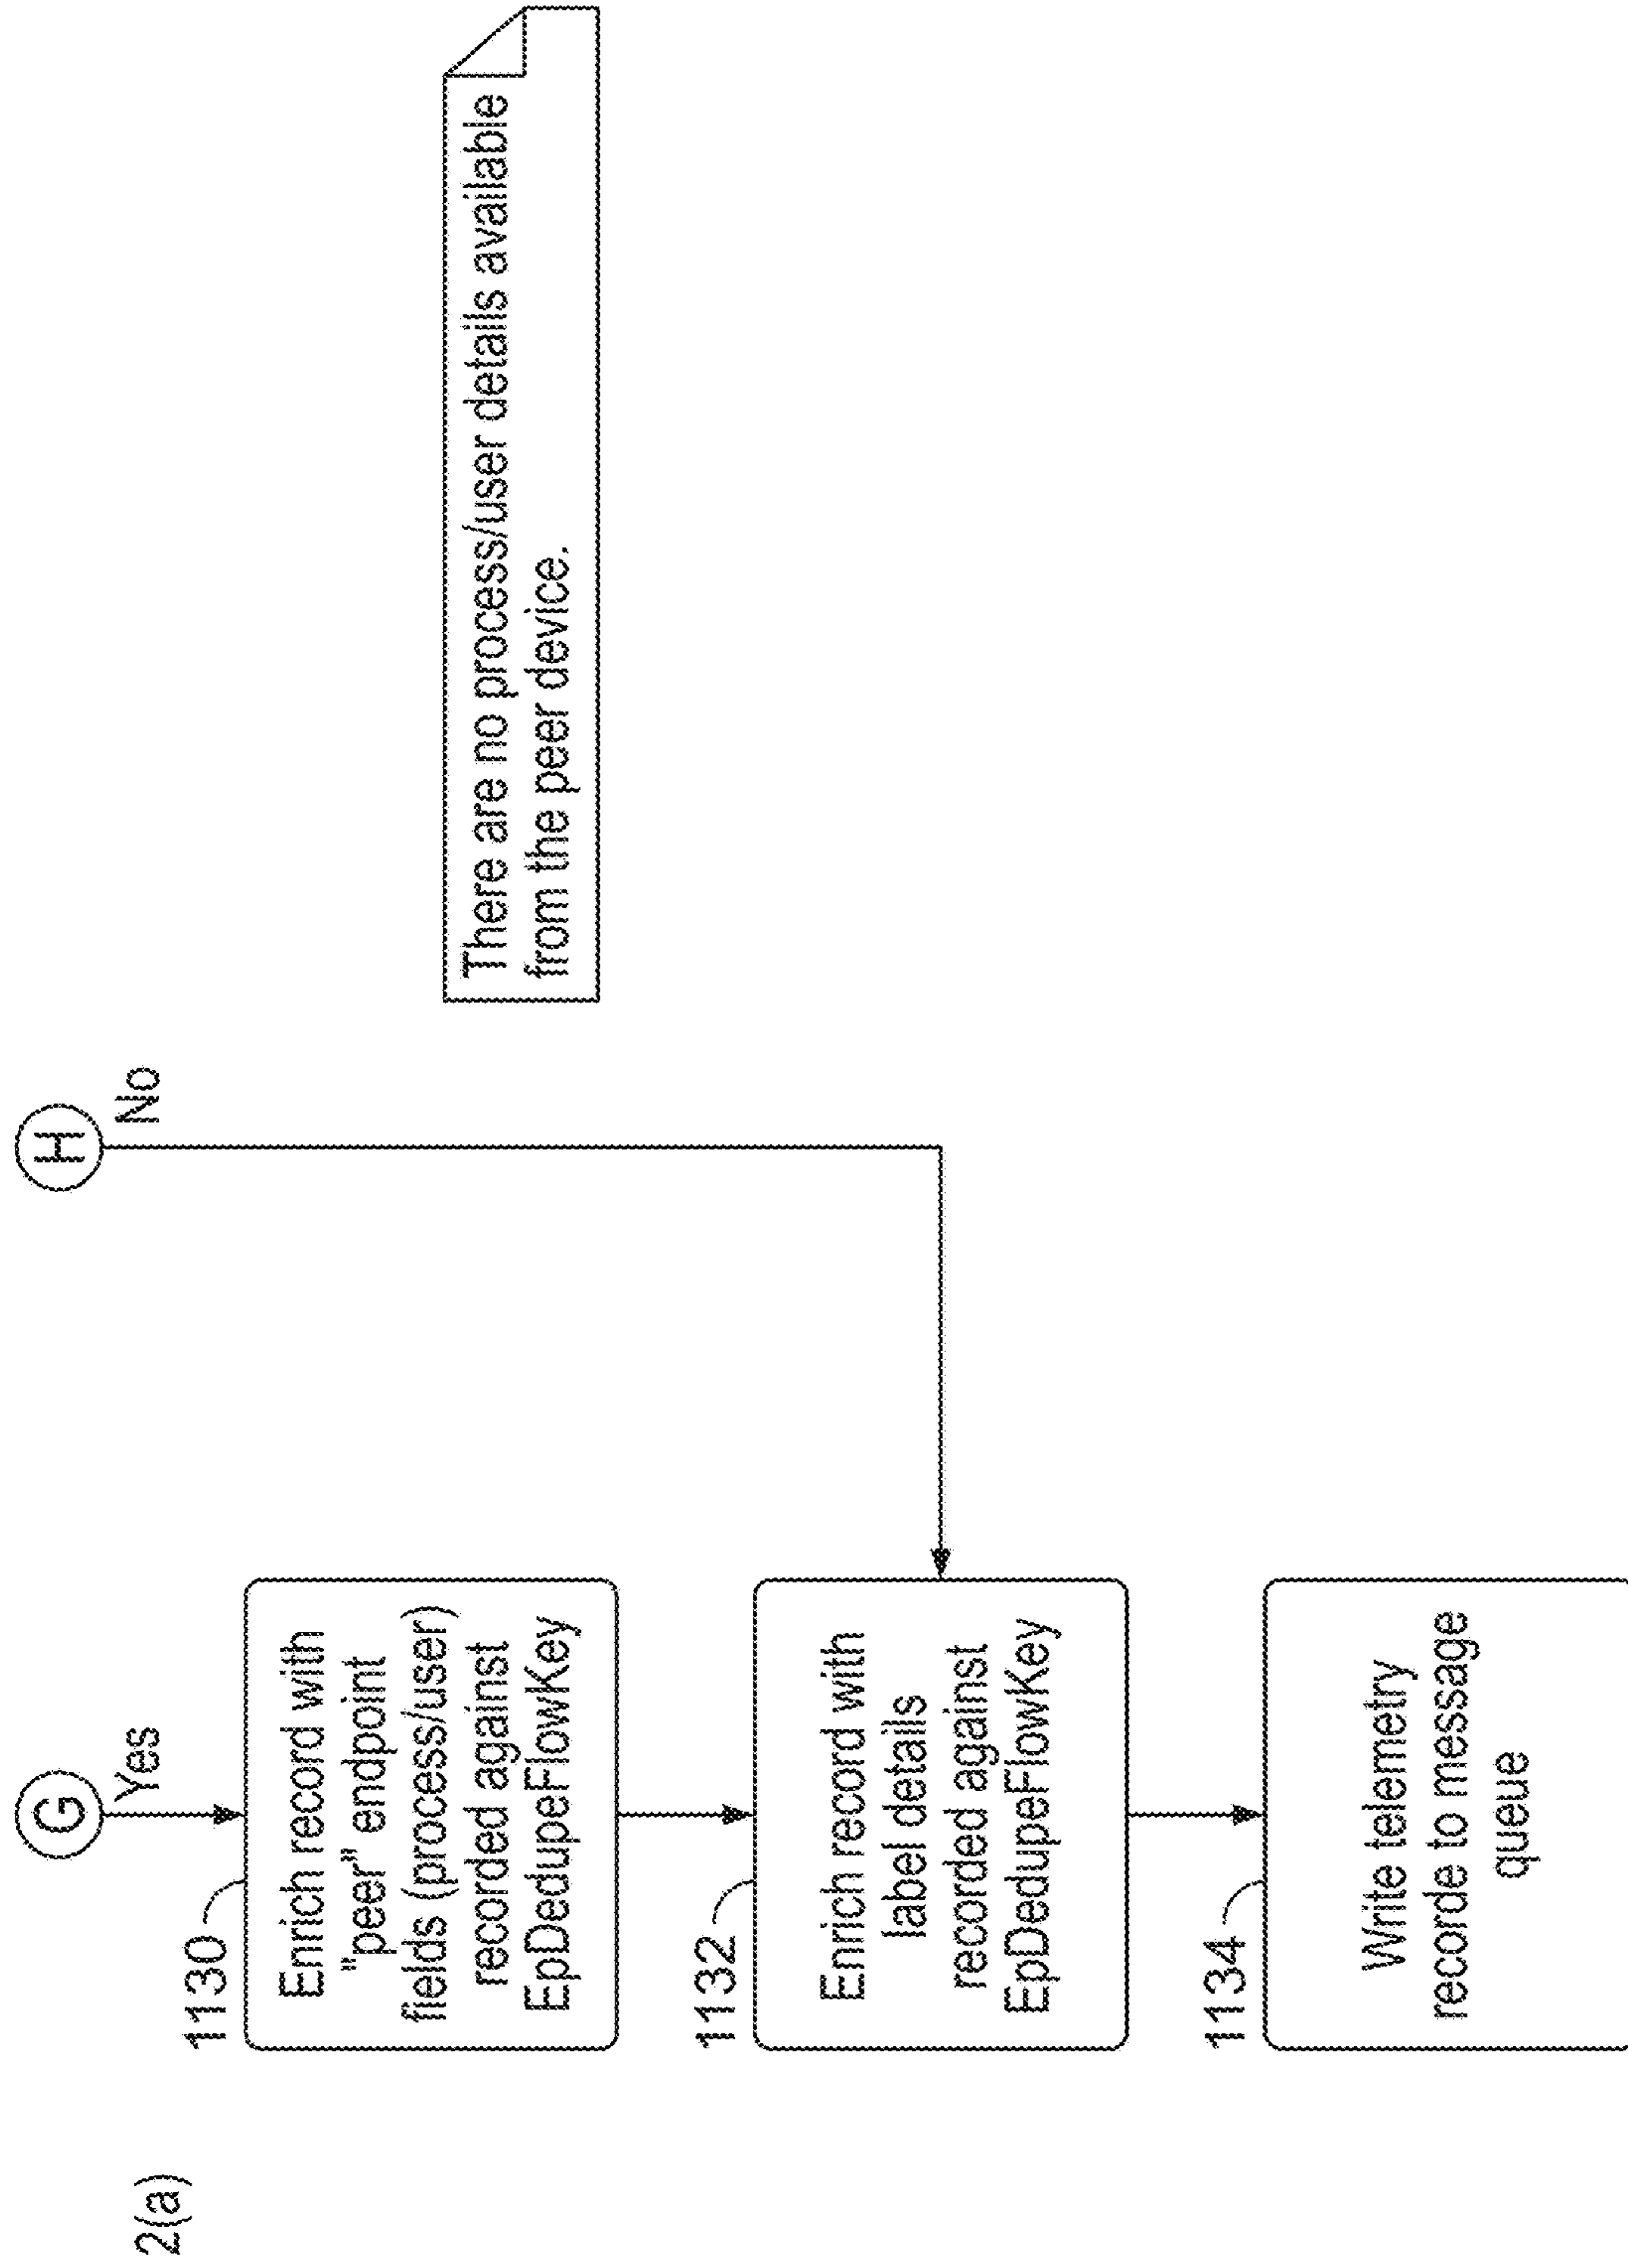 2(a)
G
Yes
H
No
1130
Enrich record with
"peer" endpoint
fields (process/user)
recorded against
EpDedupeFlowKey
There are no process/user details available
from the peer device.
1132
Enrich record with
label details
recorded against
EpDedupeFlowKey
1134
Write telemetry
recorde to message
queue